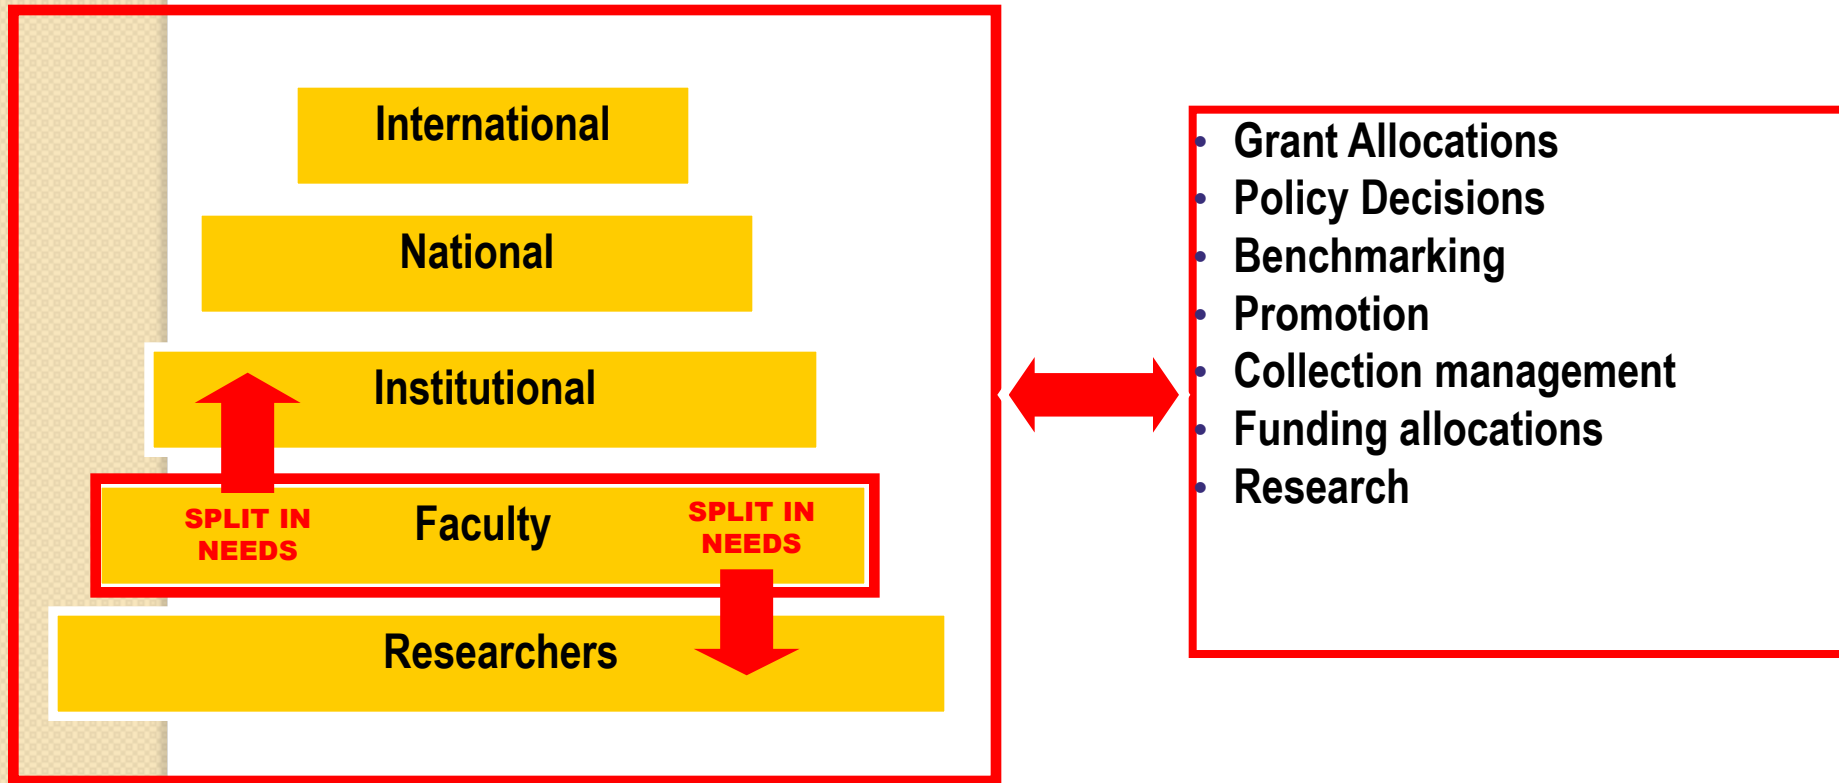 International
National
Institutional
SPLIT IN
NEEDS
Faculty
SPLIT IN
NEEDS
Researchers
• Grant Allocations
• Policy Decisions
• Benchmarking
• Promotion
• Collection management
• Funding allocations
• Research